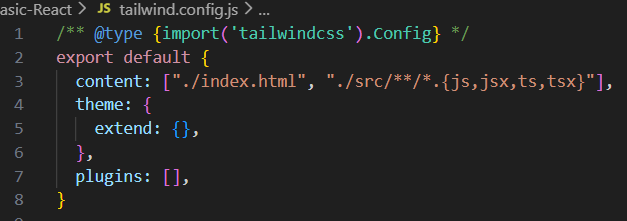 asic-React > JS tailwind.config.js > ...
1 /** @type {import('tailwindcss').Config} */
2 export default {
3 content: ["./index.html", "./src/**/*.{js,jsx,ts,tsx}"],
4 theme: {
5 extend: {},
6 },
7 plugins: [],
8 }